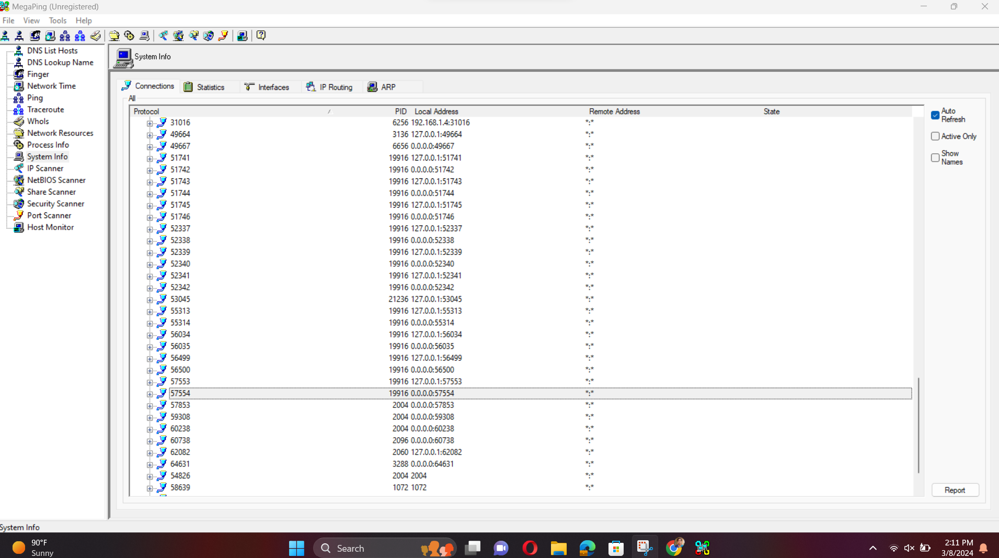 MegaPing (Unregistered)
File View Tools Help
DNS List Hosts
DNS Lookup Name
Finger
Network Time
Ping
Traceroute
WhoIs
Network Resources
Process Info
System Info
IP Scanner
NetBIOS Scanner
Share Scanner
Security Scanner
Port Scanner
Host Monitor
System Info
Connections Statistics Interfaces IP Routing ARP
All
Protocol PID Local Address Remote Address State
31016 6256 192.168.1.4:31016 *:*
49664 3136 127.0.0.1:49664 *:*
49667 6656 0.0.0.0:49667 *:*
51741 19916 127.0.0.1:51741 *:*
51742 19916 0.0.0.0:51742 *:*
51743 19916 127.0.0.1:51743 *:*
51744 19916 0.0.0.0:51744 *:*
51745 19916 127.0.0.1:51745 *:*
51746 19916 0.0.0.0:51746 *:*
52337 19916 127.0.0.1:52337 *:*
52338 19916 0.0.0.0:52338 *:*
52339 19916 127.0.0.1:52339 *:*
52340 19916 0.0.0.0:52340 *:*
52341 19916 127.0.0.1:52341 *:*
52342 19916 0.0.0.0:52342 *:*
53045 21236 127.0.0.1:53045 *:*
55313 19916 127.0.0.1:55313 *:*
55314 19916 0.0.0.0:55314 *:*
56034 19916 127.0.0.1:56034 *:*
56035 19916 0.0.0.0:56035 *:*
56499 19916 127.0.0.1:56499 *:*
56500 19916 0.0.0.0:56500 *:*
57553 19916 127.0.0.1:57553 *:*
57554 19916 0.0.0.0:57554 *:*
57853 2004 0.0.0.0:57853 *:*
59308 2004 0.0.0.0:59308 *:*
60238 2004 0.0.0.0:60238 *:*
60738 2096 0.0.0.0:60738 *:*
62082 2060 127.0.0.1:62082 *:*
64631 3288 0.0.0.0:64631 *:*
54826 2004 2004 *:*
58639 1072 1072 *:*
Auto
Refresh
Active Only
Show
Names
Report
System Info
90°F
Sunny
Search
2:11 PM
3/8/2024